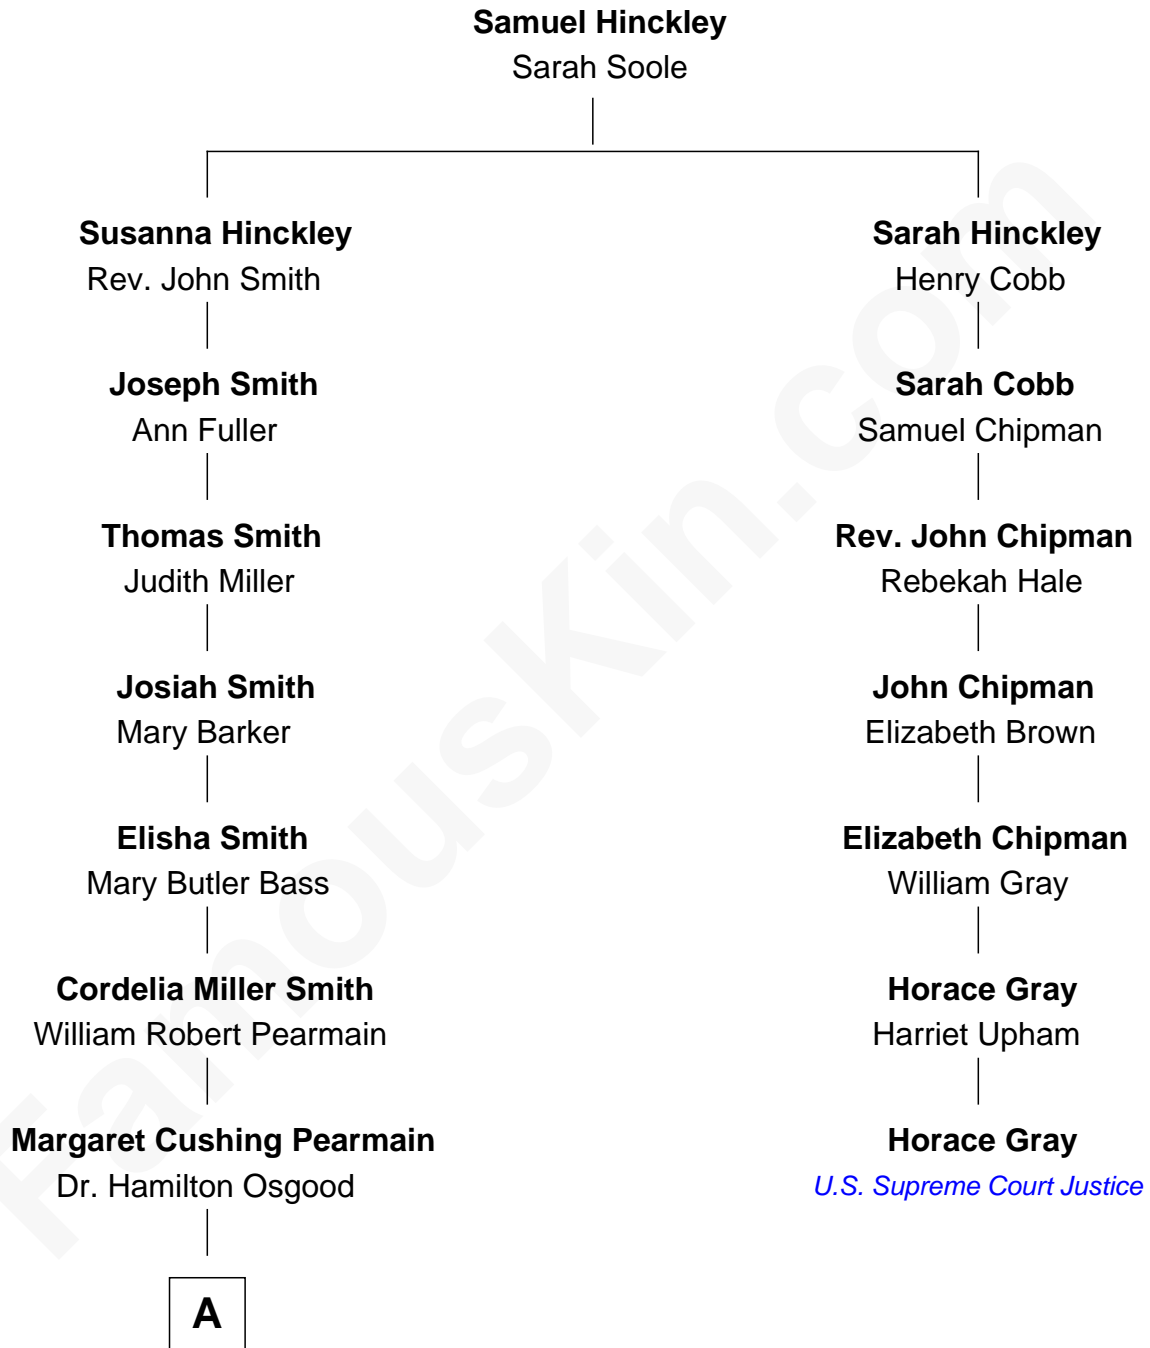 Samuel Hinckley
Sarah Soole
Susanna Hinckley
Rev. John Smith
Joseph Smith
Ann Fuller
Thomas Smith
Judith Miller
Josiah Smith
Mary Barker
Elisha Smith
Mary Butler Bass
Cordelia Miller Smith
William Robert Pearmain
Margaret Cushing Pearmain
Dr. Hamilton Osgood
A
Sarah Hinckley
Henry Cobb
Sarah Cobb
Samuel Chipman
Rev. John Chipman
Rebekah Hale
John Chipman
Elizabeth Brown
Elizabeth Chipman
William Gray
Horace Gray
Harriet Upham
Horace Gray
U.S. Supreme Court Justice
FamousKin.com